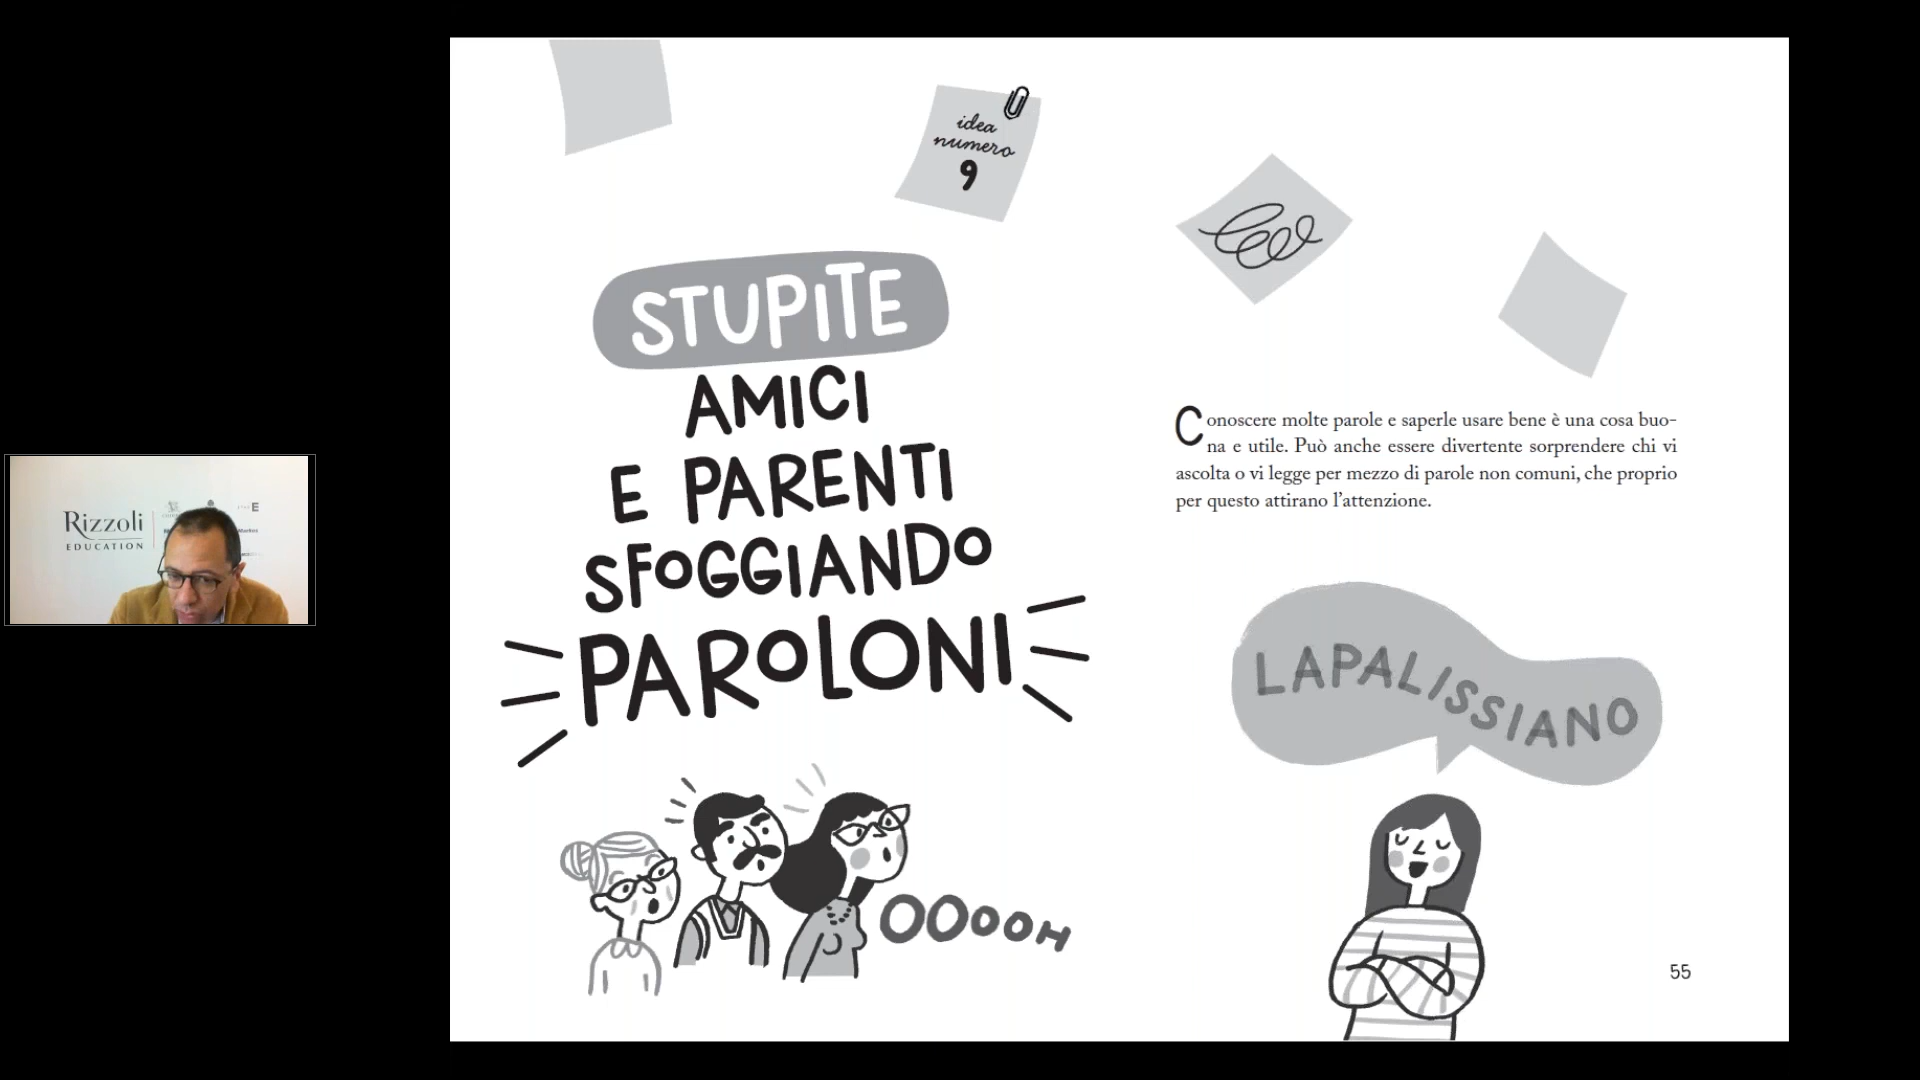 Rizzoli
EDUCATION
idea
numero
9
STUPITE
AMICI
E PARENTI
SFOGGIANDO
PAROLONI
OOOOH
Conoscere molte parole e saperle usare bene è una cosa buo-
na e utile. Può anche essere divertente sorprendere chi vi
ascolta o vi legge per mezzo di parole non comuni, che proprio
per questo attirano l'attenzione.
LAPALISSIANO
55